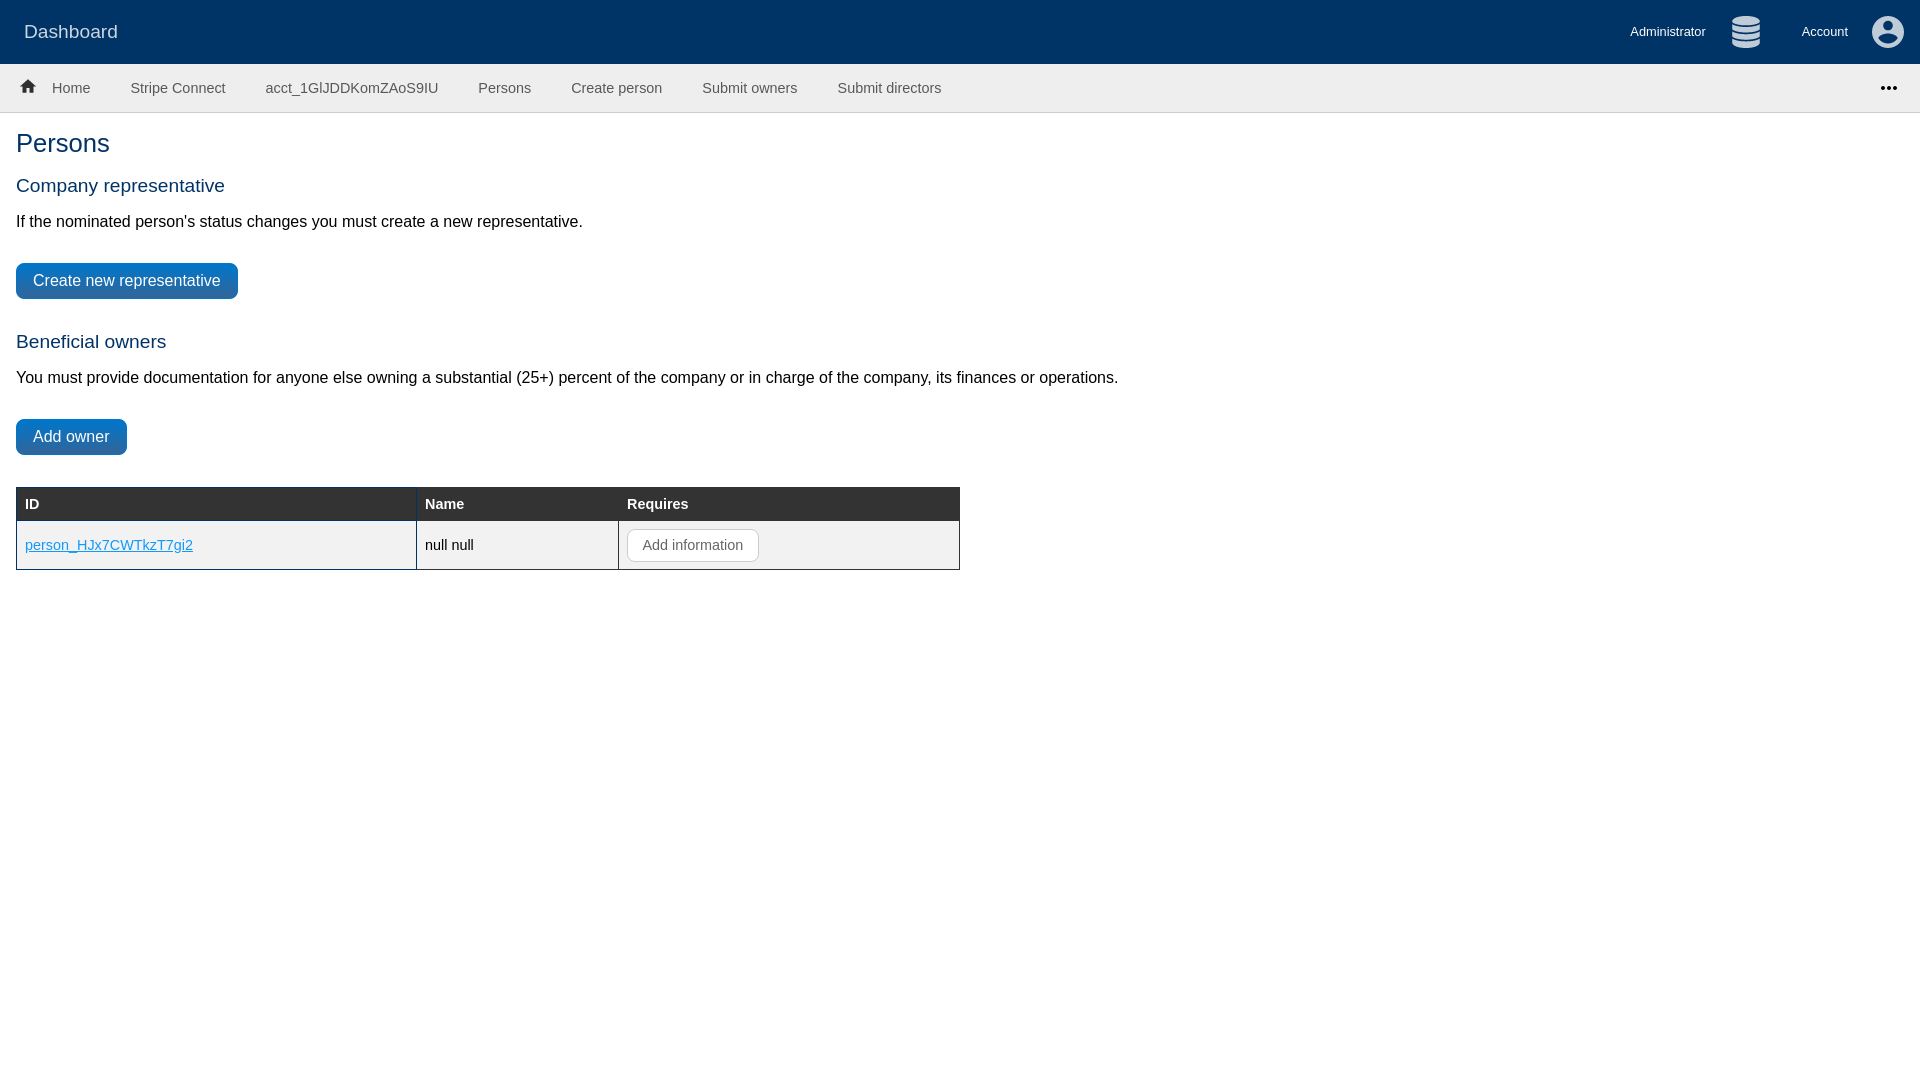 Dashboard
Administrator
Account
Home
Stripe Connect
acct_1GlJDDKomZAoS9IU
Persons
Create person
Submit owners
Submit directors
Persons
Company representative
If the nominated person's status changes you must create a new representative.
Create new representative
Beneficial owners
You must provide documentation for anyone else owning a substantial (25+) percent of the company or in charge of the company, its finances or operations.
Add owner
ID Name Requires
person_HJx7CWTkzT7gi2 null null Add information